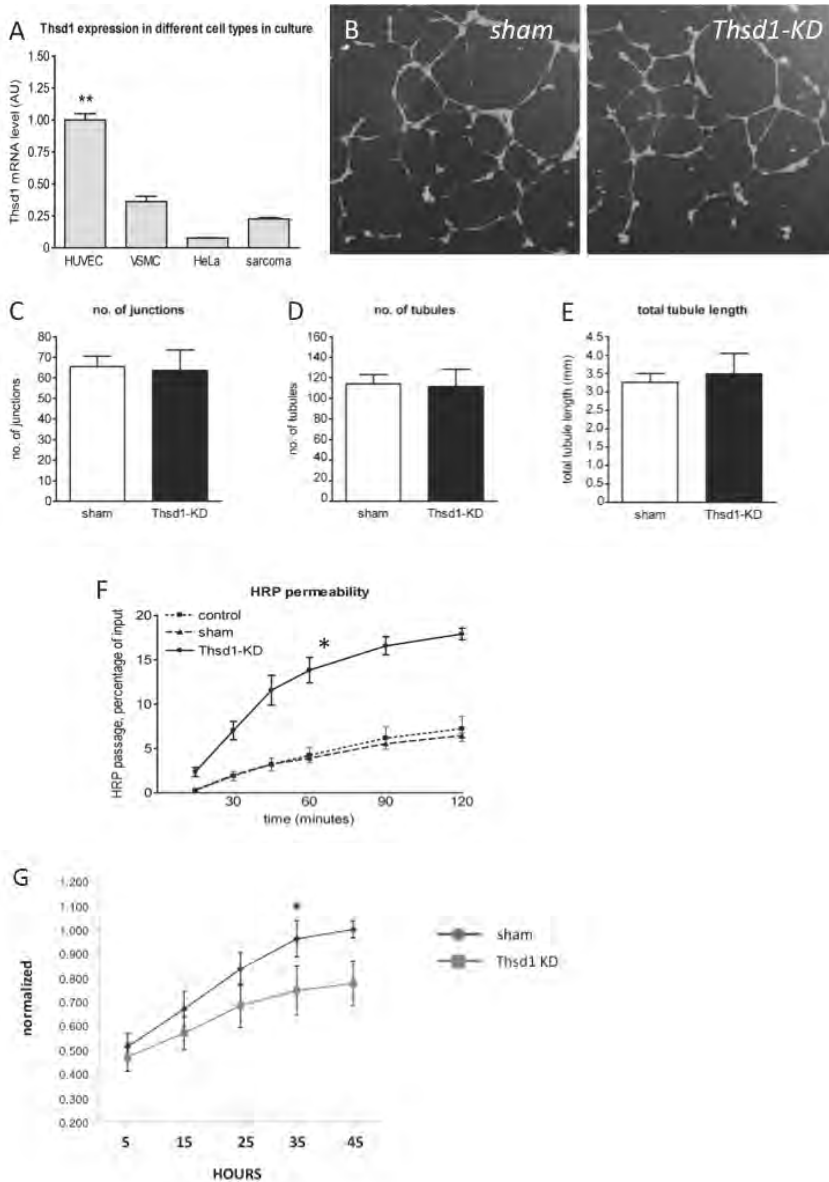 A
Thsd1 expression in different cell types in culture
Thsd1 mRNA level (AU)
1.50
1.25
1.00
0.75
0.50
0.25
0.0
**
HUVEC VSMC HeLa sarcoma
B
sham
Thsd1-KD
C
no. of junctions
no. of junctions
80
70
60
50
40
30
20
10
0
sham Thsd1-KD
D
no. of tubules
no. of tubules
160
140
120
100
80
60
40
20
0
sham Thsd1-KD
E
total tubule length
total tubule length (mm)
4.5
4.0
3.5
3.0
2.5
2.0
1.5
1.0
0.5
0.0
sham Thsd1-KD
F
HRP permeability
HRP passage, percentage of input
20
15
10
5
0
control
sham
Thsd1-KD
*
30 60 90 120
time (minutes)
G
normalized
1.200
1.100
1.000
0.900
0.800
0.700
0.600
0.500
0.400
0.300
0.200
*
5 15 25 35 45
HOURS
sham
Thsd1 KD